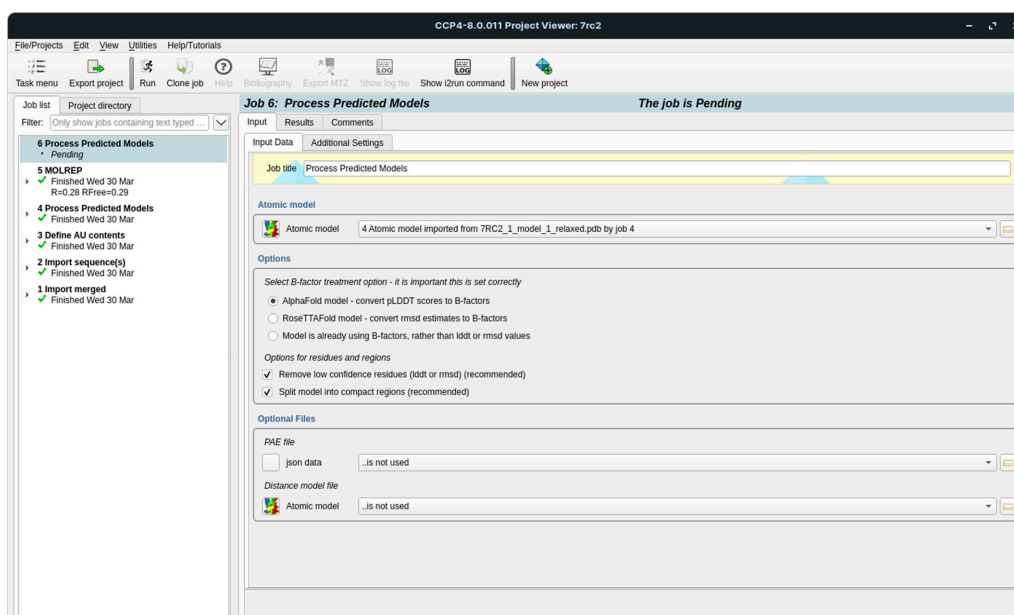 CCP4-8.0.011 Project Viewer: 7rc2
File/Projects Edit View Utilities Help/Tutorials
Task menu Export project Run Clone job Help Bibliography Export MTZ Show log file Show i2run command New project
Job list Project directory
Filter: Only show jobs containing text typed ...
6 Process Predicted Models
Pending
5 MOLREP
Finished Wed 30 Mar
R=0.28 RFree=0.29
4 Process Predicted Models
Finished Wed 30 Mar
3 Define AU contents
Finished Wed 30 Mar
2 Import sequence(s)
Finished Wed 30 Mar
1 Import merged
Finished Wed 30 Mar
Job 6: Process Predicted Models The job is Pending
Input Results Comments
Input Data Additional Settings
Job title Process Predicted Models
Atomic model
Atomic model 4 Atomic model imported from 7RC2_1_model_1_relaxed.pdb by job 4
Options
Select B-factor treatment option - it is important this is set correctly
AlphaFold model - convert pLDDT scores to B-factors
RoseTTAFold model - convert rmsd estimates to B-factors
Model is already using B-factors, rather than lddt or rmsd values
Options for residues and regions
Remove low confidence residues (lddt or rmsd) (recommended)
Split model into compact regions (recommended)
Optional Files
PAE file
json data ..is not used
Distance model file
Atomic model ..is not used